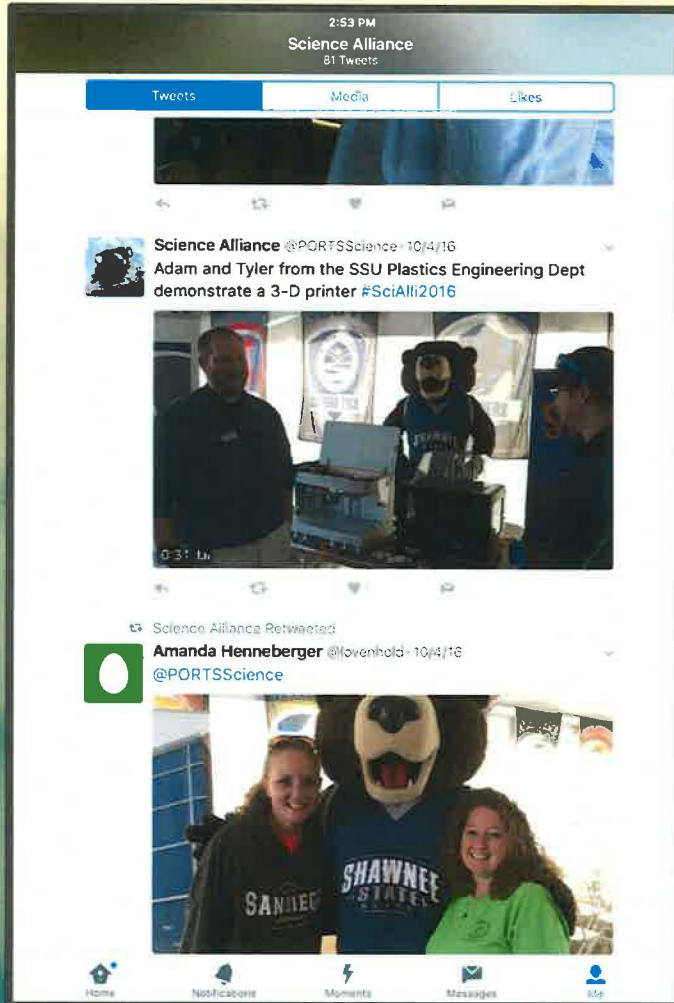 2:53 PM
Science Alliance
81 Tweets
Tweets Media Likes
Science Alliance @PORTSScience · 10/4/16
Adam and Tyler from the SSU Plastics Engineering Dept
demonstrate a 3-D printer #SciAlli2016
SHAWNEE
0:31
Science Alliance Retweeted
Amanda Henneberger @lovenhold · 10/4/16
@PORTSScience
SHAWNEE
STATE
Home Notifications Moments Messages Me